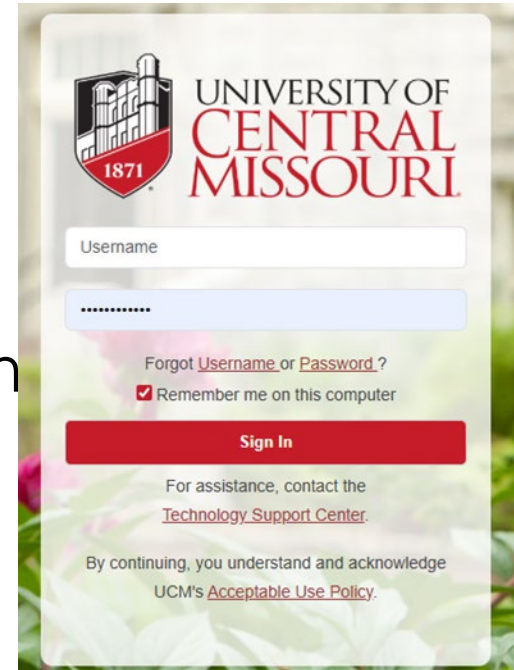 UNIVERSITY OF
CENTRAL
MISSOURI
1871
Username
••••••••••••
Forgot Username or Password ?
Remember me on this computer
Sign In
For assistance, contact the
Technology Support Center.
By continuing, you understand and acknowledge
UCM's Acceptable Use Policy.